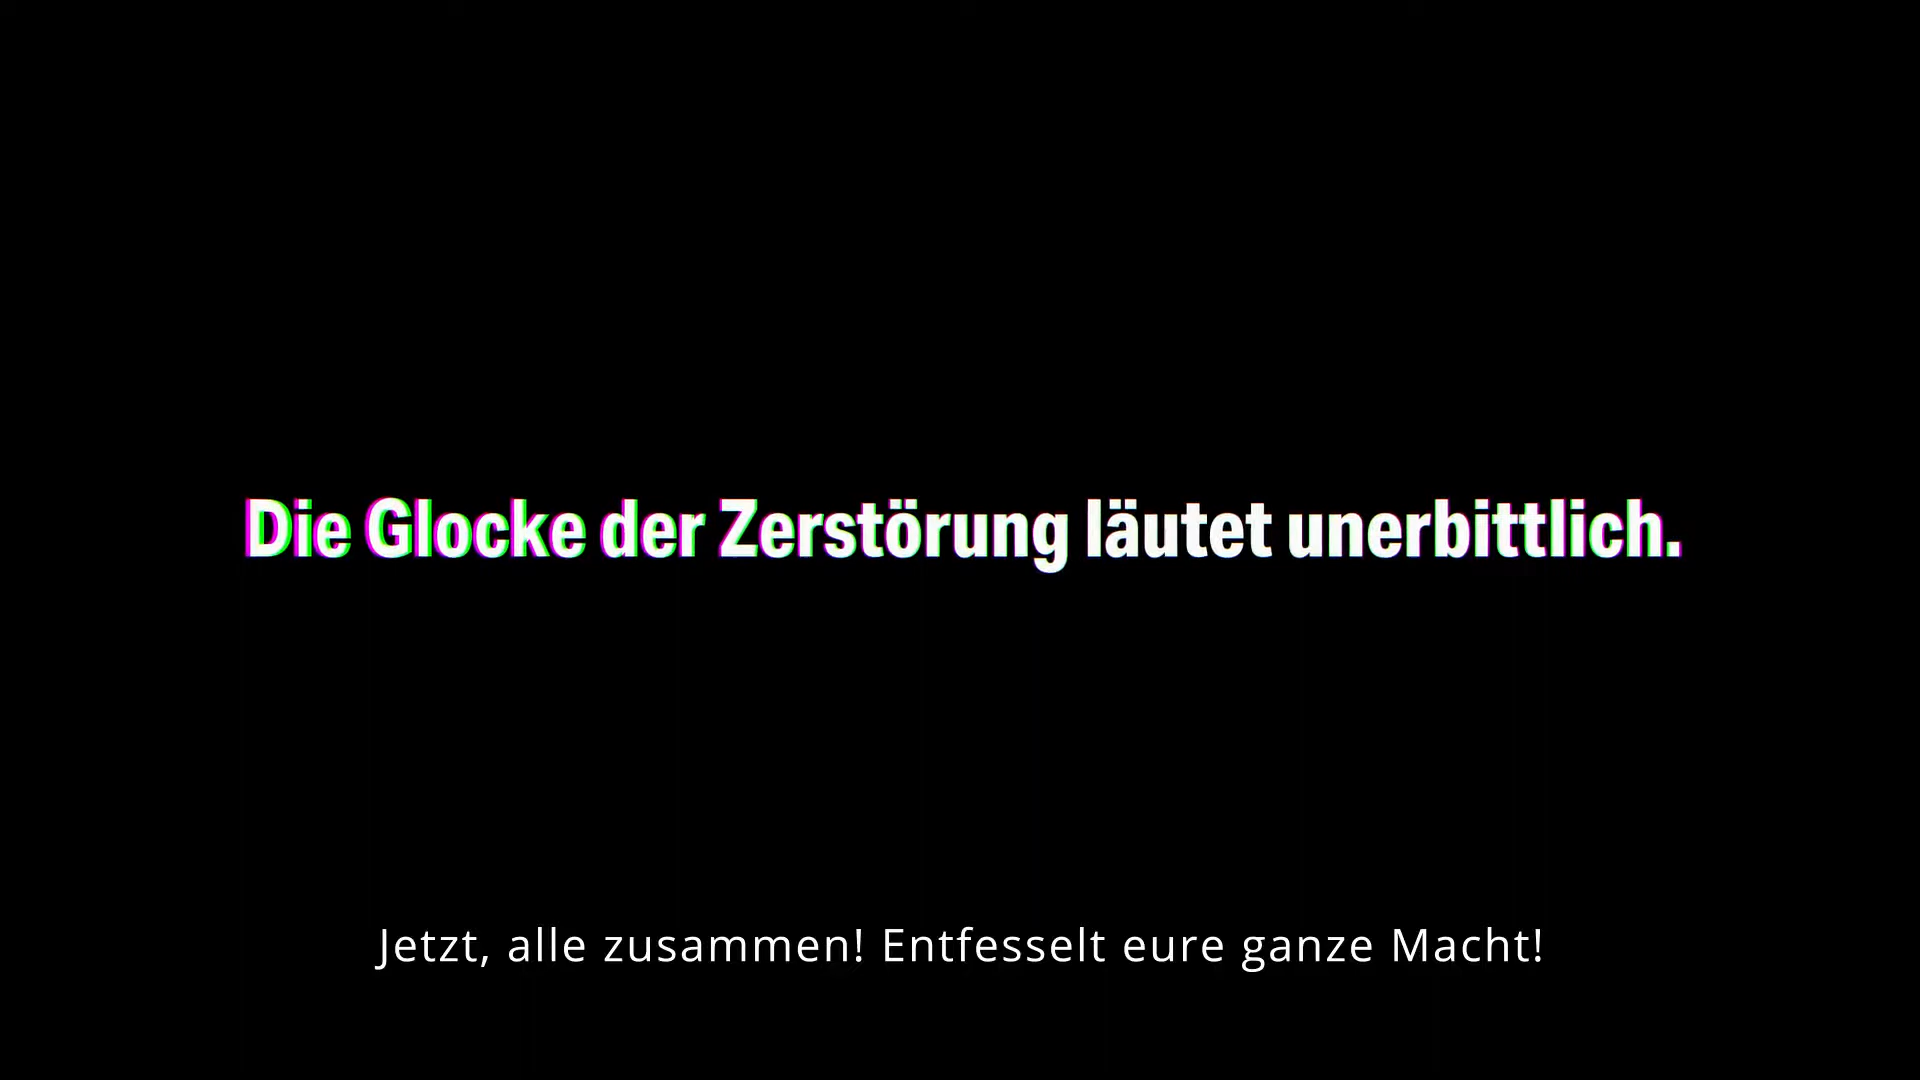 Die Glocke der Zerstörung läutet unerbittlich.
Jetzt, alle zusammen! Entfesselt eure ganze Macht!